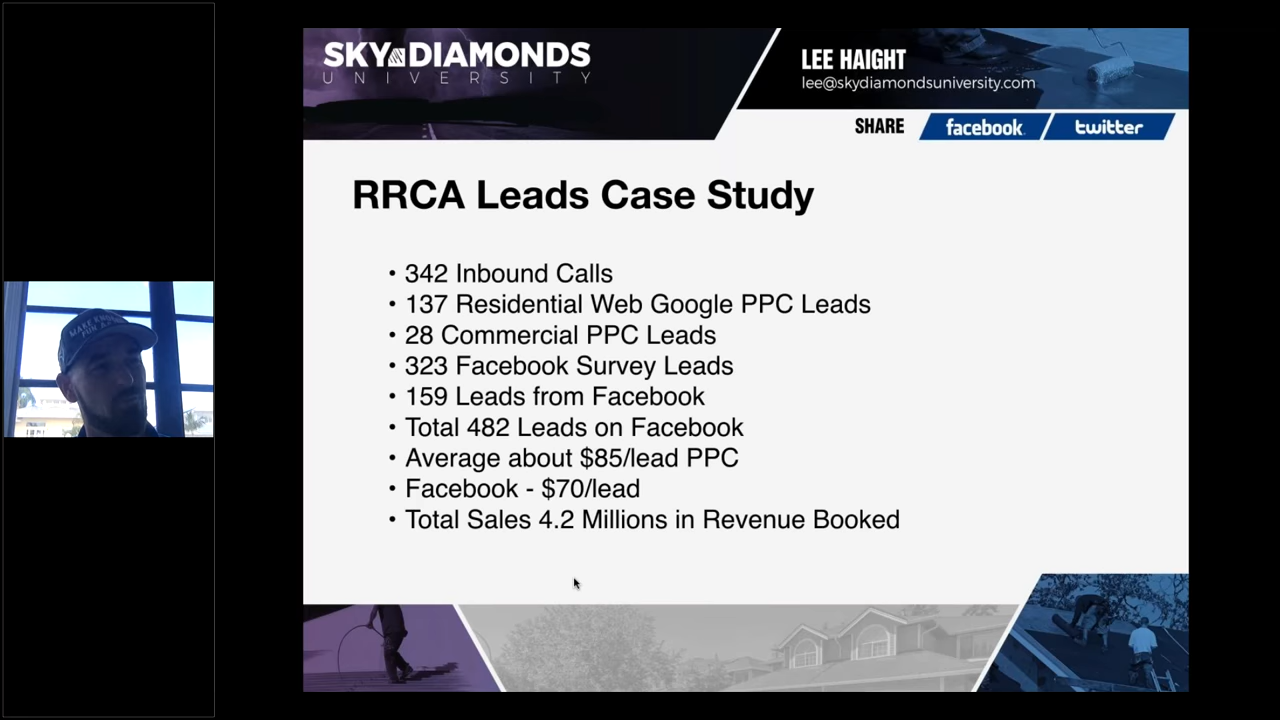 SKY DIAMONDS
UNIVERSITY
LEE HAIGHT
lee@skydiamondsuniversity.com
SHARE facebook twitter
RRCA Leads Case Study
• 342 Inbound Calls
• 137 Residential Web Google PPC Leads
• 28 Commercial PPC Leads
• 323 Facebook Survey Leads
• 159 Leads from Facebook
• Total 482 Leads on Facebook
• Average about $85/lead PPC
• Facebook - $70/lead
• Total Sales 4.2 Millions in Revenue Booked
MAKE